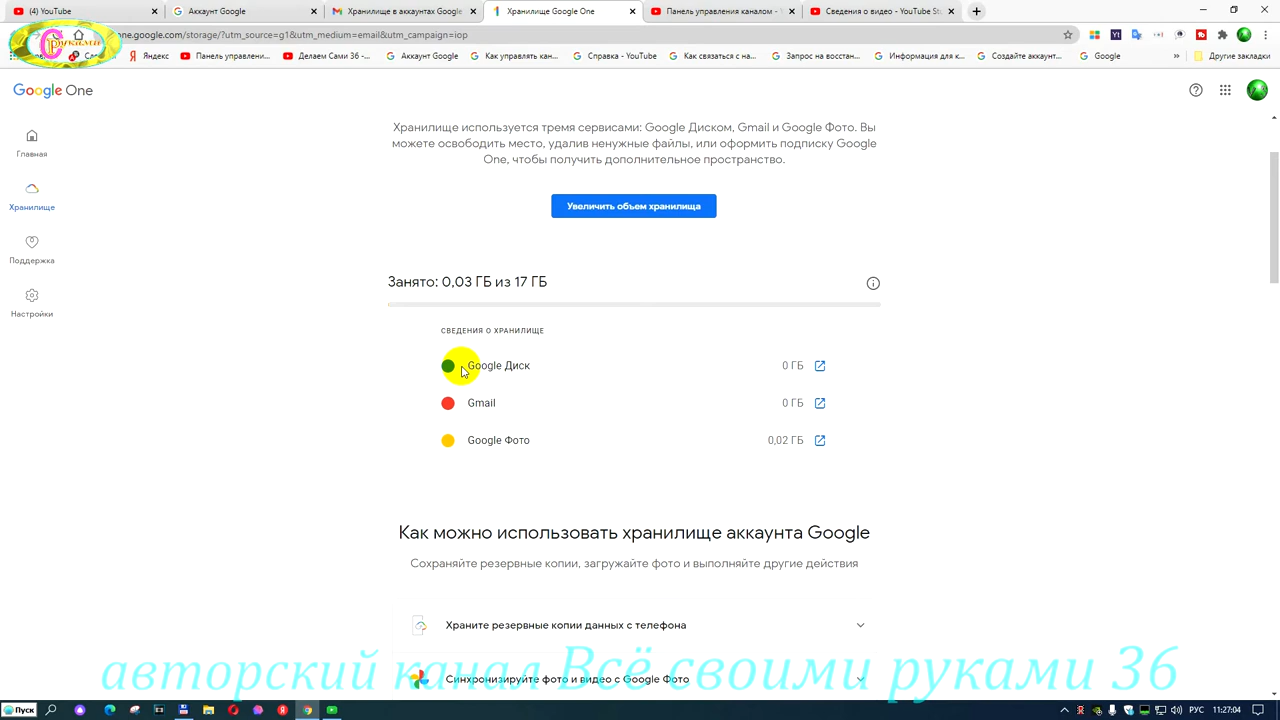 (4) YouTube
Аккаунт Google
Хранилище в аккаунтах Google
Хранилище Google One
Панель управления каналом - Y
Сведения о видео - YouTube Stu
one.google.com/storage/?utm_source=g1&utm_medium=email&utm_campaign=iop
Яндекс
Панель управлени...
Делаем Сами 36 -...
Аккаунт Google
Как управлять кан...
Справка - YouTube
Как связаться с на...
Запрос на восстан...
Информация для к...
Создайте аккаунт...
Google
»
Другие закладки
Руками
Google One
Главная
Хранилище
Поддержка
Настройки
Хранилище используется тремя сервисами: Google Диском, Gmail и Google Фото. Вы
можете освободить место, удалив ненужные файлы, или оформить подписку Google
One, чтобы получить дополнительное пространство.
Увеличить объем хранилища
Занято: 0,03 ГБ из 17 ГБ
СВЕДЕНИЯ О ХРАНИЛИЩЕ
Google Диск 0 ГБ
Gmail 0 ГБ
Google Фото 0,02 ГБ
Как можно использовать хранилище аккаунта Google
Сохраняйте резервные копии, загружайте фото и выполняйте другие действия
Храните резервные копии данных с телефона
Синхронизируйте фото и видео с Google Фото
авторский канал Всё своими руками 36
Пуск
РУС 11:27:04